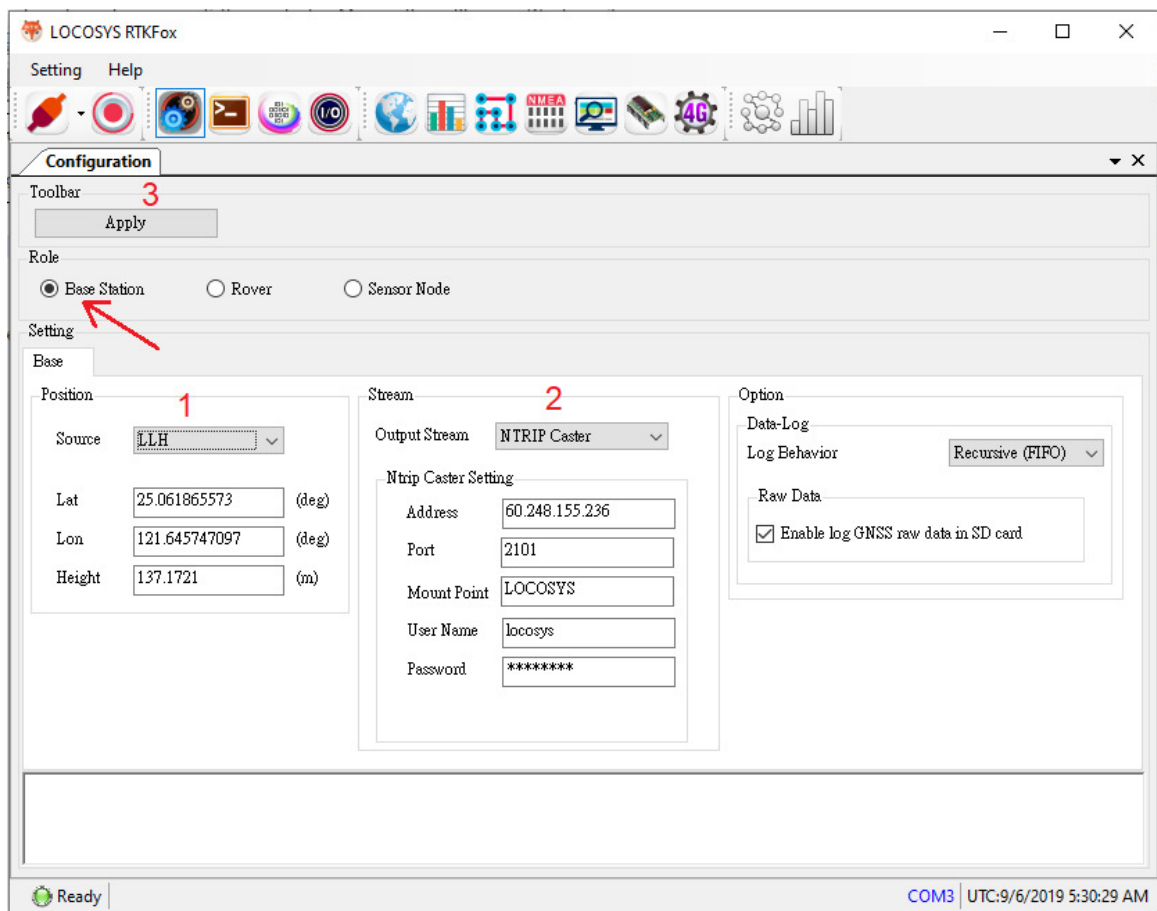 LOCOSYS RTKFox
Setting Help
NMEA
I/O
4G
Configuration
Toolbar
3
Apply
Role
Base Station Rover Sensor Node
Setting
Base
Position
1
Source LLH
Lat 25.061865573 (deg)
Lon 121.645747097 (deg)
Height 137.1721 (m)
Stream
2
Output Stream NTRIP Caster
Ntrip Caster Setting
Address 60.248.155.236
Port 2101
Mount Point LOCOSYS
User Name locosys
Password ********
Option
Data-Log
Log Behavior Recursive (FIFO)
Raw Data
Enable log GNSS raw data in SD card
Ready COM3 UTC:9/6/2019 5:30:29 AM